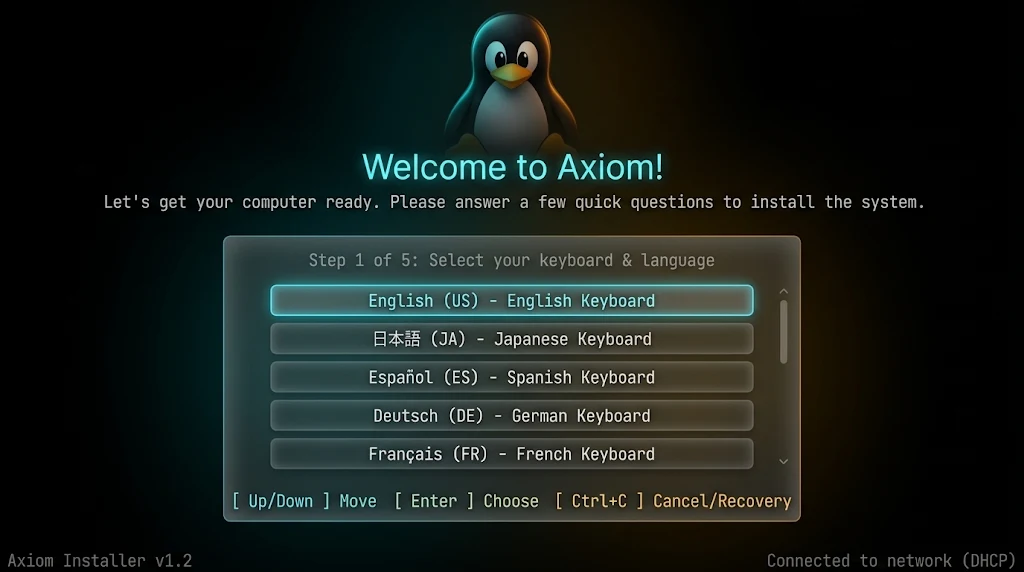 Welcome to Axiom!
Let's get your computer ready. Please answer a few quick questions to install the system.
Step 1 of 5: Select your keyboard & language
English (US) - English Keyboard
日本語 (JA) - Japanese Keyboard
Español (ES) - Spanish Keyboard
Deutsch (DE) - German Keyboard
Français (FR) - French Keyboard
[ Up/Down ] Move [ Enter ] Choose [ Ctrl+C ] Cancel/Recovery
Axiom Installer v1.2
Connected to network (DHCP)